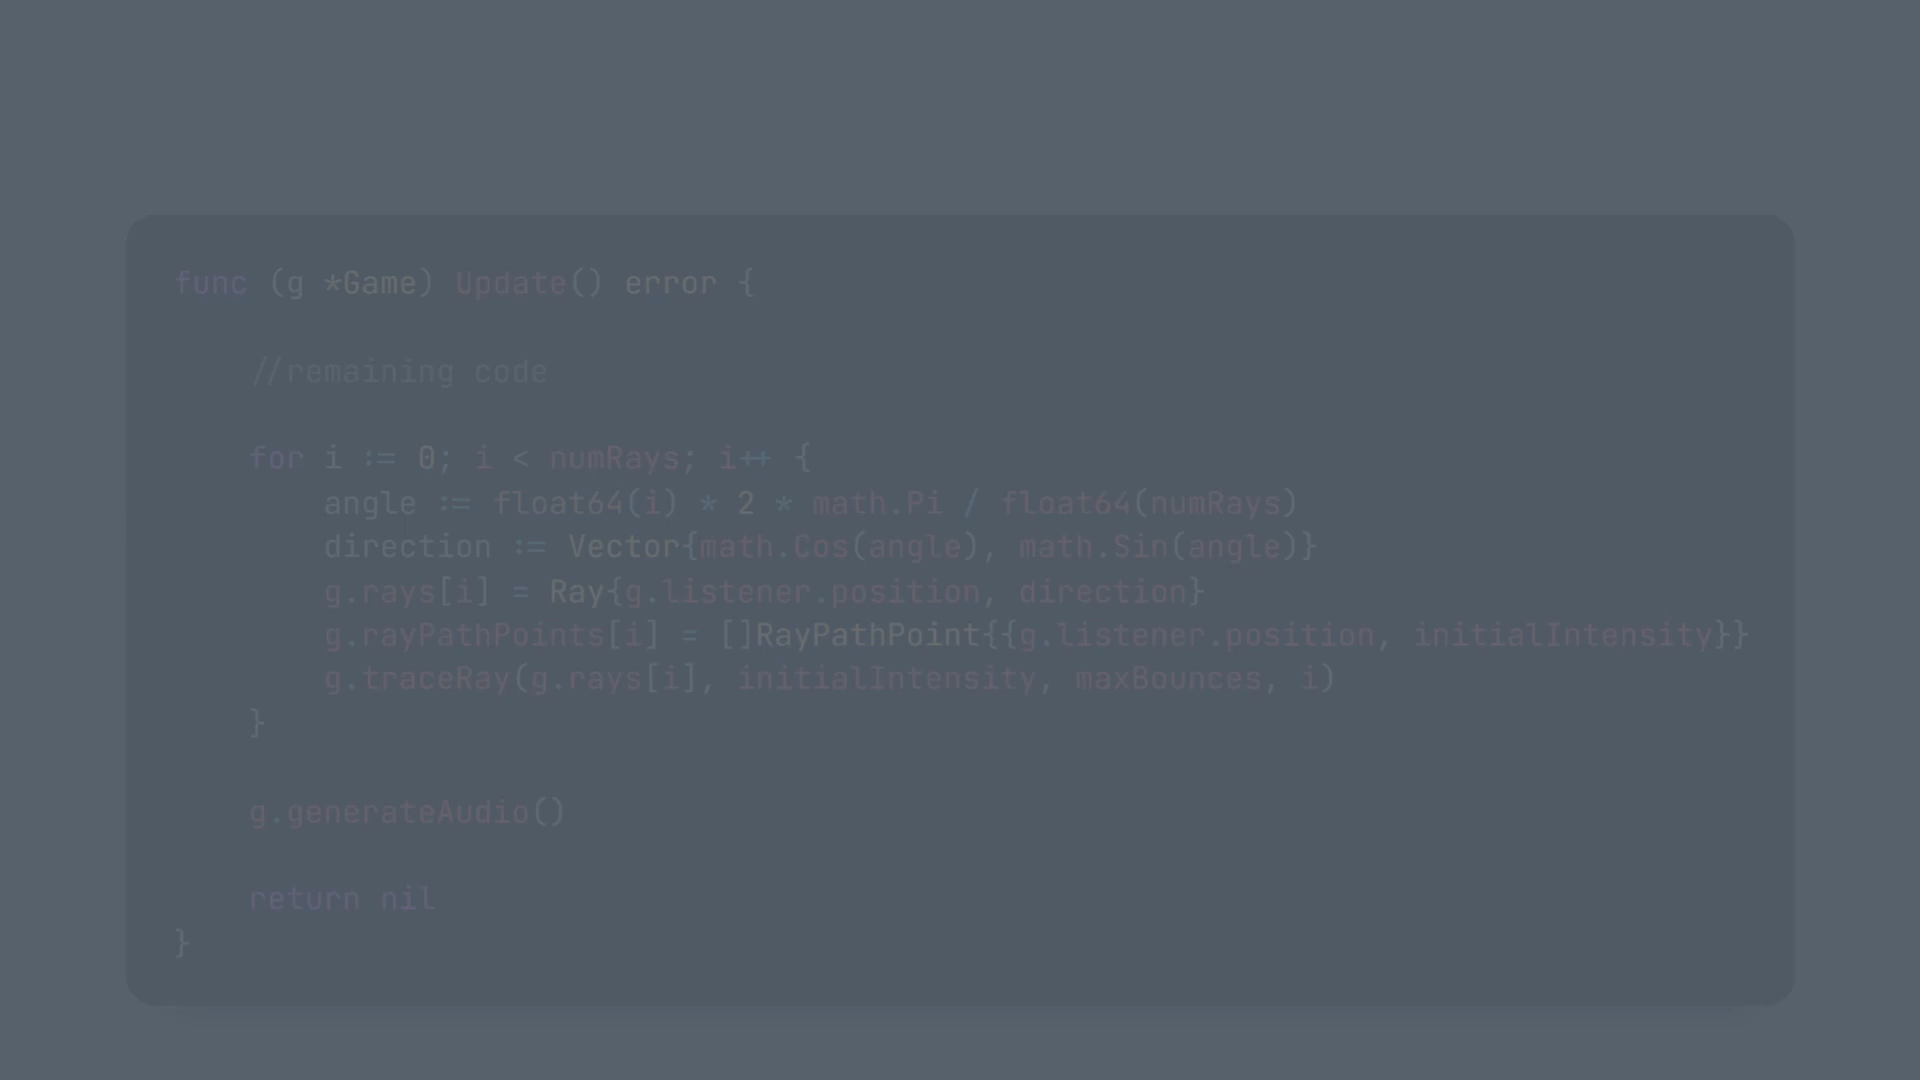 func (g *Game) Update() error {
//remaining code
for i := 0; i < numRays; i++ {
angle := float64(i) * 2 * math.Pi / float64(numRays)
direction := Vector{math.Cos(angle), math.Sin(angle)}
g.rays[i] = Ray{g.listener.position, direction}
g.rayPathPoints[i] = []RayPathPoint{{g.listener.position, initialIntensity}}
g.traceRay(g.rays[i], initialIntensity, maxBounces, i)
}
g.generateAudio()
return nil
}